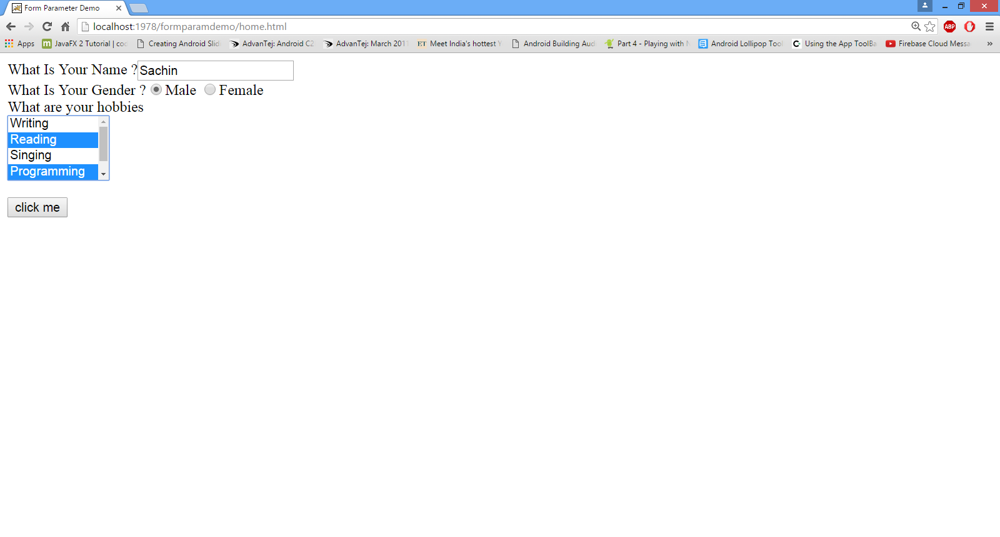 Form Parameter Demo
localhost:1978/formparamdemo/home.html
ABP
Apps m JavaFX 2 Tutorial | coc Creating Android Slid AdvanTej: Android C2 AdvanTej: March 2011 ET Meet India's hottest Y Android Building Aud Part 4 - Playing with Android Lollipop Tool C Using the App ToolBa Firebase Cloud Messa »
What Is Your Name ? Sachin
What Is Your Gender ? Male Female
What are your hobbies
Writing
Reading
Singing
Programming
click me